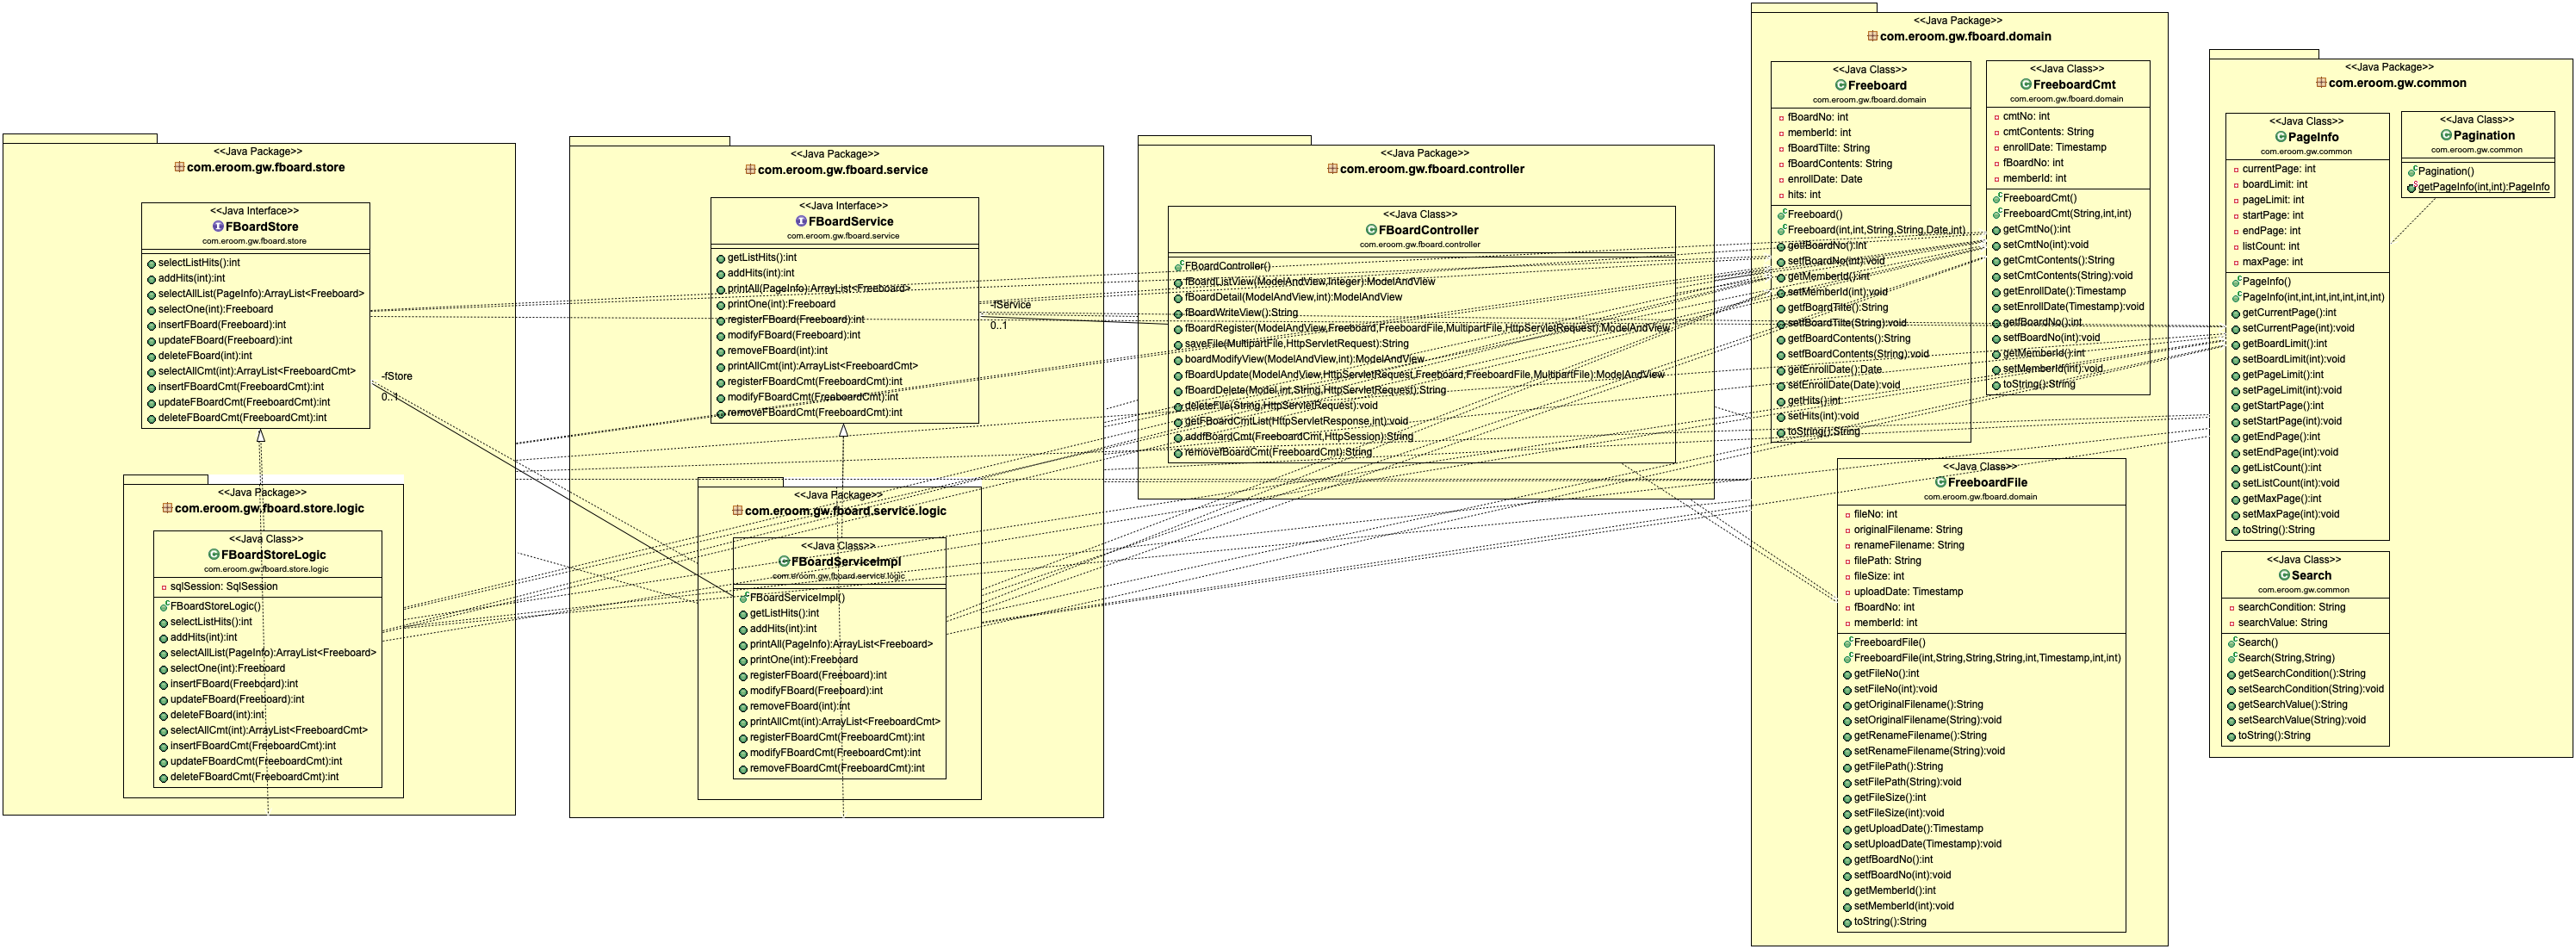 <<Java Package>>
com.eroom.gw.fboard.store
<<Java Interface>>
FBoardStore
com.eroom.gw.fboard.store
selectListHits():int
addHits(int):int
selectAllList(PageInfo):ArrayList<Freeboard>
selectOne(int):Freeboard
insertFBoard(Freeboard):int
updateFBoard(Freeboard):int
deleteFBoard(int):int
selectAllCmt(int):ArrayList<FreeboardCmt>
insertFBoardCmt(FreeboardCmt):int
updateFBoardCmt(FreeboardCmt):int
deleteFBoardCmt(FreeboardCmt):int
-fStore
0..1
<<Java Package>>
com.eroom.gw.fboard.store.logic
<<Java Class>>
FBoardStoreLogic
com.eroom.gw.fboard.store.logic
sqlSession: SqlSession
FBoardStoreLogic()
selectListHits():int
addHits(int):int
selectAllList(PageInfo):ArrayList<Freeboard>
selectOne(int):Freeboard
insertFBoard(Freeboard):int
updateFBoard(Freeboard):int
deleteFBoard(int):int
selectAllCmt(int):ArrayList<FreeboardCmt>
insertFBoardCmt(FreeboardCmt):int
updateFBoardCmt(FreeboardCmt):int
deleteFBoardCmt(FreeboardCmt):int
<<Java Package>>
com.eroom.gw.fboard.service
<<Java Interface>>
FBoardService
com.eroom.gw.fboard.service
getListHits():int
addHits(int):int
printAll(PageInfo):ArrayList<Freeboard>
printOne(int):Freeboard
registerFBoard(Freeboard):int
modifyFBoard(Freeboard):int
removeFBoard(int):int
printAllCmt(int):ArrayList<FreeboardCmt>
registerFBoardCmt(FreeboardCmt):int
modifyFBoardCmt(FreeboardCmt):int
removeFBoardCmt(FreeboardCmt):int
-fService
0..1
<<Java Package>>
com.eroom.gw.fboard.service.logic
<<Java Class>>
FBoardServiceImpl
com.eroom.gw.fboard.service.logic
FBoardServiceImpl()
getListHits():int
addHits(int):int
printAll(PageInfo):ArrayList<Freeboard>
printOne(int):Freeboard
registerFBoard(Freeboard):int
modifyFBoard(Freeboard):int
removeFBoard(int):int
printAllCmt(int):ArrayList<FreeboardCmt>
registerFBoardCmt(FreeboardCmt):int
modifyFBoardCmt(FreeboardCmt):int
removeFBoardCmt(FreeboardCmt):int
<<Java Package>>
com.eroom.gw.fboard.controller
<<Java Class>>
FBoardController
com.eroom.gw.fboard.controller
FBoardController()
fBoardListView(ModelAndView,Integer):ModelAndView
fBoardDetail(ModelAndView,int):ModelAndView
fBoardWriteView():String
fBoardRegister(ModelAndView,Freeboard,FreeboardFile,MultipartFile,HttpServletRequest):ModelAndView
saveFile(MultipartFile,HttpServletRequest):String
boardModifyView(ModelAndView,int):ModelAndView
fBoardUpdate(ModelAndView,HttpServletRequest,Freeboard,FreeboardFile,MultipartFile):ModelAndView
fBoardDelete(Model,int,String,HttpServletRequest):String
deleteFile(String,HttpServletRequest):void
getFBoardCmtList(HttpServletResponse,int):void
addfBoardCmt(FreeboardCmt,HttpSession):String
removefBoardCmt(FreeboardCmt):String
<<Java Package>>
com.eroom.gw.fboard.domain
<<Java Class>>
Freeboard
com.eroom.gw.fboard.domain
fBoardNo: int
memberId: int
fBoardTilte: String
fBoardContents: String
enrollDate: Date
hits: int
Freeboard()
Freeboard(int,int,String,String,Date,int)
getfBoardNo():int
setfBoardNo(int):void
getMemberId():int
setMemberId(int):void
getfBoardTilte():String
setfBoardTilte(String):void
getfBoardContents():String
setfBoardContents(String):void
getEnrollDate():Date
setEnrollDate(Date):void
getHits():int
setHits(int):void
toString():String
<<Java Class>>
FreeboardCmt
com.eroom.gw.fboard.domain
cmtNo: int
cmtContents: String
enrollDate: Timestamp
fBoardNo: int
memberId: int
FreeboardCmt()
FreeboardCmt(String,int,int)
getCmtNo():int
setCmtNo(int):void
getCmtContents():String
setCmtContents(String):void
getEnrollDate():Timestamp
setEnrollDate(Timestamp):void
getfBoardNo():int
setfBoardNo(int):void
getMemberId():int
setMemberId(int):void
toString():String
<<Java Class>>
FreeboardFile
com.eroom.gw.fboard.domain
fileNo: int
originalFilename: String
renameFilename: String
filePath: String
fileSize: int
uploadDate: Timestamp
fBoardNo: int
memberId: int
FreeboardFile()
FreeboardFile(int,String,String,String,int,Timestamp,int,int)
getFileNo():int
setFileNo(int):void
getOriginalFilename():String
setOriginalFilename(String):void
getRenameFilename():String
setRenameFilename(String):void
getFilePath():String
setFilePath(String):void
getFileSize():int
setFileSize(int):void
getUploadDate():Timestamp
setUploadDate(Timestamp):void
getfBoardNo():int
setfBoardNo(int):void
getMemberId():int
setMemberId(int):void
toString():String
<<Java Package>>
com.eroom.gw.common
<<Java Class>>
PageInfo
com.eroom.gw.common
currentPage: int
boardLimit: int
pageLimit: int
startPage: int
endPage: int
listCount: int
maxPage: int
PageInfo()
PageInfo(int,int,int,int,int,int,int)
getCurrentPage():int
setCurrentPage(int):void
getBoardLimit():int
setBoardLimit(int):void
getPageLimit():int
setPageLimit(int):void
getStartPage():int
setStartPage(int):void
getEndPage():int
setEndPage(int):void
getListCount():int
setListCount(int):void
getMaxPage():int
setMaxPage(int):void
toString():String
<<Java Class>>
Pagination
com.eroom.gw.common
Pagination()
getPageInfo(int,int):PageInfo
<<Java Class>>
Search
com.eroom.gw.common
searchCondition: String
searchValue: String
Search()
Search(String,String)
getSearchCondition():String
setSearchCondition(String):void
getSearchValue():String
setSearchValue(String):void
toString():String